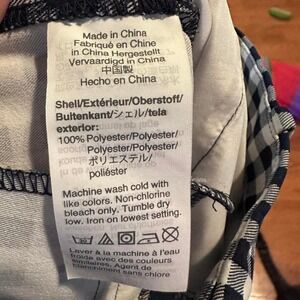 Made in China
Fabriqué en Chine
in China Hergestellt
Vervaardigd in China
中国製
Hecho en China
Shell/Extérieur/Oberstoff/
Buitenkant/シェル/tela
exterior:
100% Polyester/Polyester/
Polyester/Polyester/
ポリエステル/
poliéster
Machine wash cold with
like colors. Non-chlorine
bleach only. Tumble dry
low. Iron on lowest setting.
Laver à la machine à l'eau
froide avec des couleurs
similaires. Agent de
blanchiment sans chlore